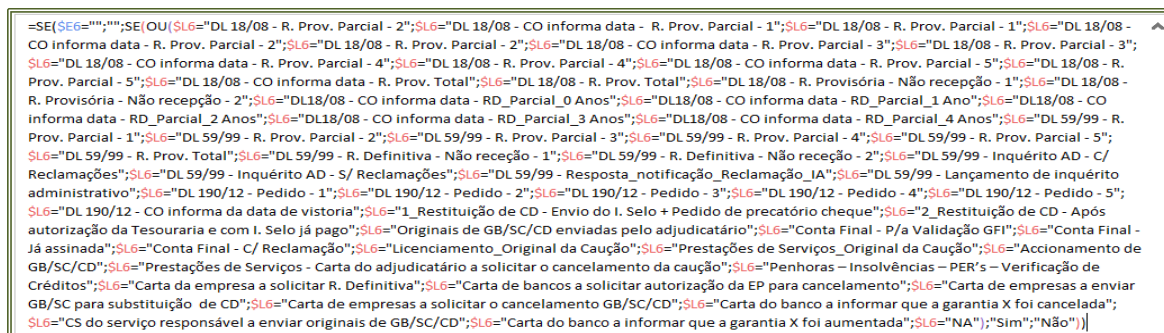 =SE($E6="";"";SE(OU($L6="DL 18/08 - R. Prov. Parcial - 2";$L6="DL 18/08 - CO informa data - R. Prov. Parcial - 1";$L6="DL 18/08 - R. Prov. Parcial - 1";$L6="DL 18/08 -
CO informa data - R. Prov. Parcial - 2";$L6="DL 18/08 - R. Prov. Parcial - 2";$L6="DL 18/08 - CO informa data - R. Prov. Parcial - 3";$L6="DL 18/08 - R. Prov. Parcial - 3";
$L6="DL 18/08 - CO informa data - R. Prov. Parcial - 4";$L6="DL 18/08 - R. Prov. Parcial - 4";$L6="DL 18/08 - CO informa data - R. Prov. Parcial - 5";$L6="DL 18/08 - R.
Prov. Parcial - 5";$L6="DL 18/08 - CO informa data - R. Prov. Total";$L6="DL 18/08 - R. Prov. Total";$L6="DL 18/08 - R. Provisória - Não recepção - 1";$L6="DL 18/08 -
R. Provisória - Não recepção - 2";$L6="DL18/08 - CO informa data - RD_Parcial_0 Anos";$L6="DL18/08 - CO informa data - RD_Parcial_1 Ano";$L6="DL18/08 - CO
informa data - RD_Parcial_2 Anos";$L6="DL18/08 - CO informa data - RD_Parcial_3 Anos";$L6="DL18/08 - CO informa data - RD_Parcial_4 Anos";$L6="DL 59/99 - R.
Prov. Parcial - 1";$L6="DL 59/99 - R. Prov. Parcial - 2";$L6="DL 59/99 - R. Prov. Parcial - 3";$L6="DL 59/99 - R. Prov. Parcial - 4";$L6="DL 59/99 - R. Prov. Parcial - 5";
$L6="DL 59/99 - R. Prov. Total";$L6="DL 59/99 - R. Definitiva - Não receção - 1";$L6="DL 59/99 - R. Definitiva - Não receção - 2";$L6="DL 59/99 - Inquérito AD - C/
Reclamações";$L6="DL 59/99 - Inquérito AD - S/ Reclamações";$L6="DL 59/99 - Resposta_notificação_Reclamação_IA";$L6="DL 59/99 - Lançamento de inquérito
administrativo";$L6="DL 190/12 - Pedido - 1";$L6="DL 190/12 - Pedido - 2";$L6="DL 190/12 - Pedido - 3";$L6="DL 190/12 - Pedido - 4";$L6="DL 190/12 - Pedido - 5";
$L6="DL 190/12 - CO informa da data de vistoria";$L6="1_Restituição de CD - Envio do I. Selo + Pedido de precatório cheque";$L6="2_Restituição de CD - Após
autorização da Tesouraria e com I. Selo já pago";$L6="Originais de GB/SC/CD enviadas pelo adjudicatário";$L6="Conta Final - P/a Validação GFI";$L6="Conta Final -
Já assinada";$L6="Conta Final - C/ Reclamação";$L6="Licenciamento_Original da Caução";$L6="Prestações de Serviços_Original da Caução";$L6="Accionamento de
GB/SC/CD";$L6="Prestações de Serviços - Carta do adjudicatário a solicitar o cancelamento da caução";$L6="Penhoras – Insolvências – PER's – Verificação de
Créditos";$L6="Carta da empresa a solicitar R. Definitiva";$L6="Carta de bancos a solicitar autorização da EP para cancelamento";$L6="Carta de empresas a enviar
GB/SC para substituição  de CD";$L6="Carta de empresas a solicitar o cancelamento GB/SC/CD";$L6="Carta do banco a informar que a garantia X foi cancelada";
$L6="CS do serviço responsável a enviar originais de GB/SC/CD";$L6="Carta do banco a informar que a garantia X foi aumentada";$L6="NA");"Sim";"Não"))